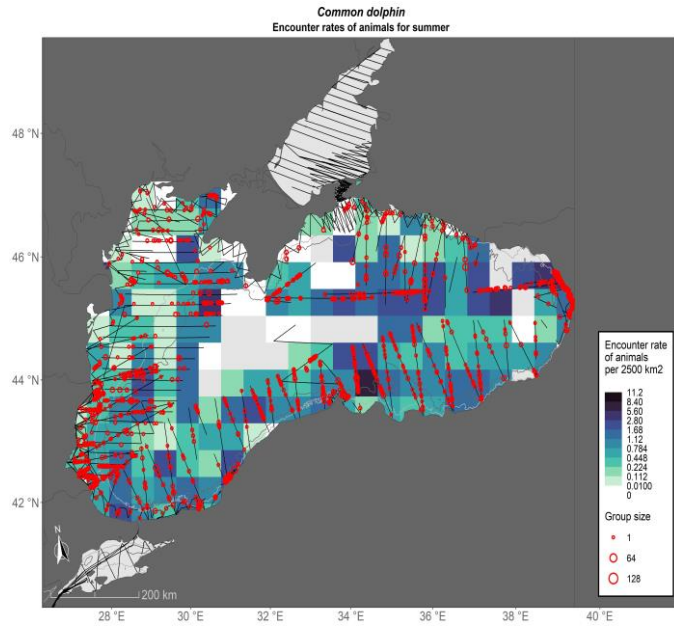 Common dolphin
Encounter rates of animals for summer
48 °N
46 °N
44 °N
42 °N
Encounter rate
of animals
per 2500 km2
11.2
8.40
5.60
2.80
1.68
1.12
0.784
0.448
0.224
0.112
0.0100
0
Group size
1
64
128
N
200 km
28 °E
30 °E
32 °E
34 °E
36 °E
38 °E
40 °E